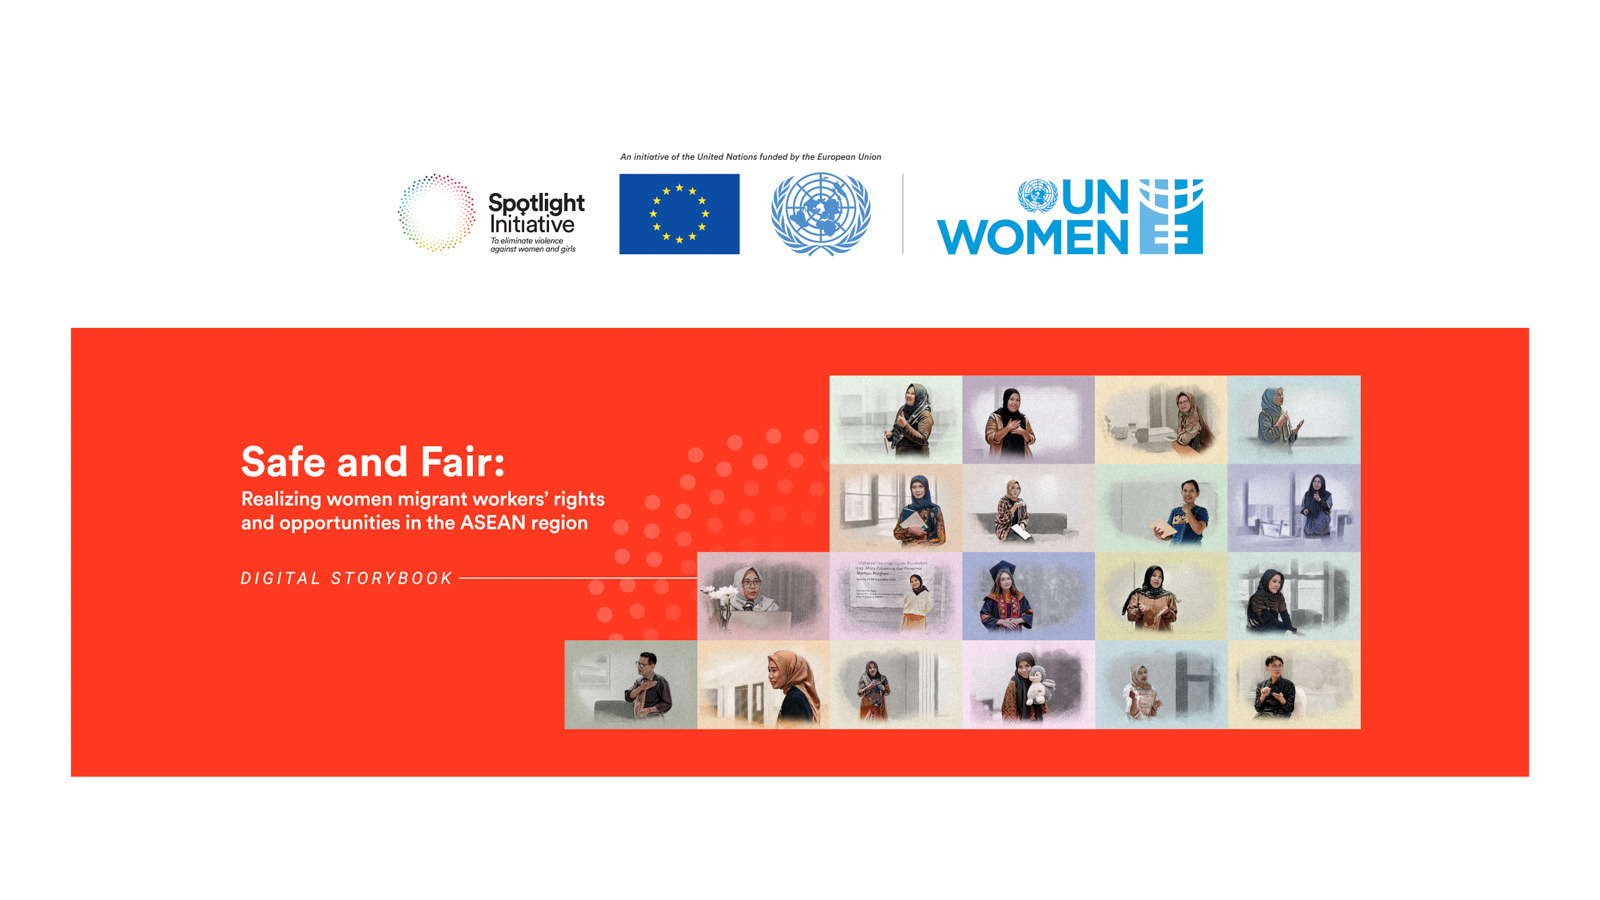 An initiative of the United Nations funded by the European Union
Spotlight
Initiative
To eliminate violence
against women and girls
UN
WOMEN
Safe and Fair:
Realizing women migrant workers’ rights
and opportunities in the ASEAN region
DIGITAL STORYBOOK